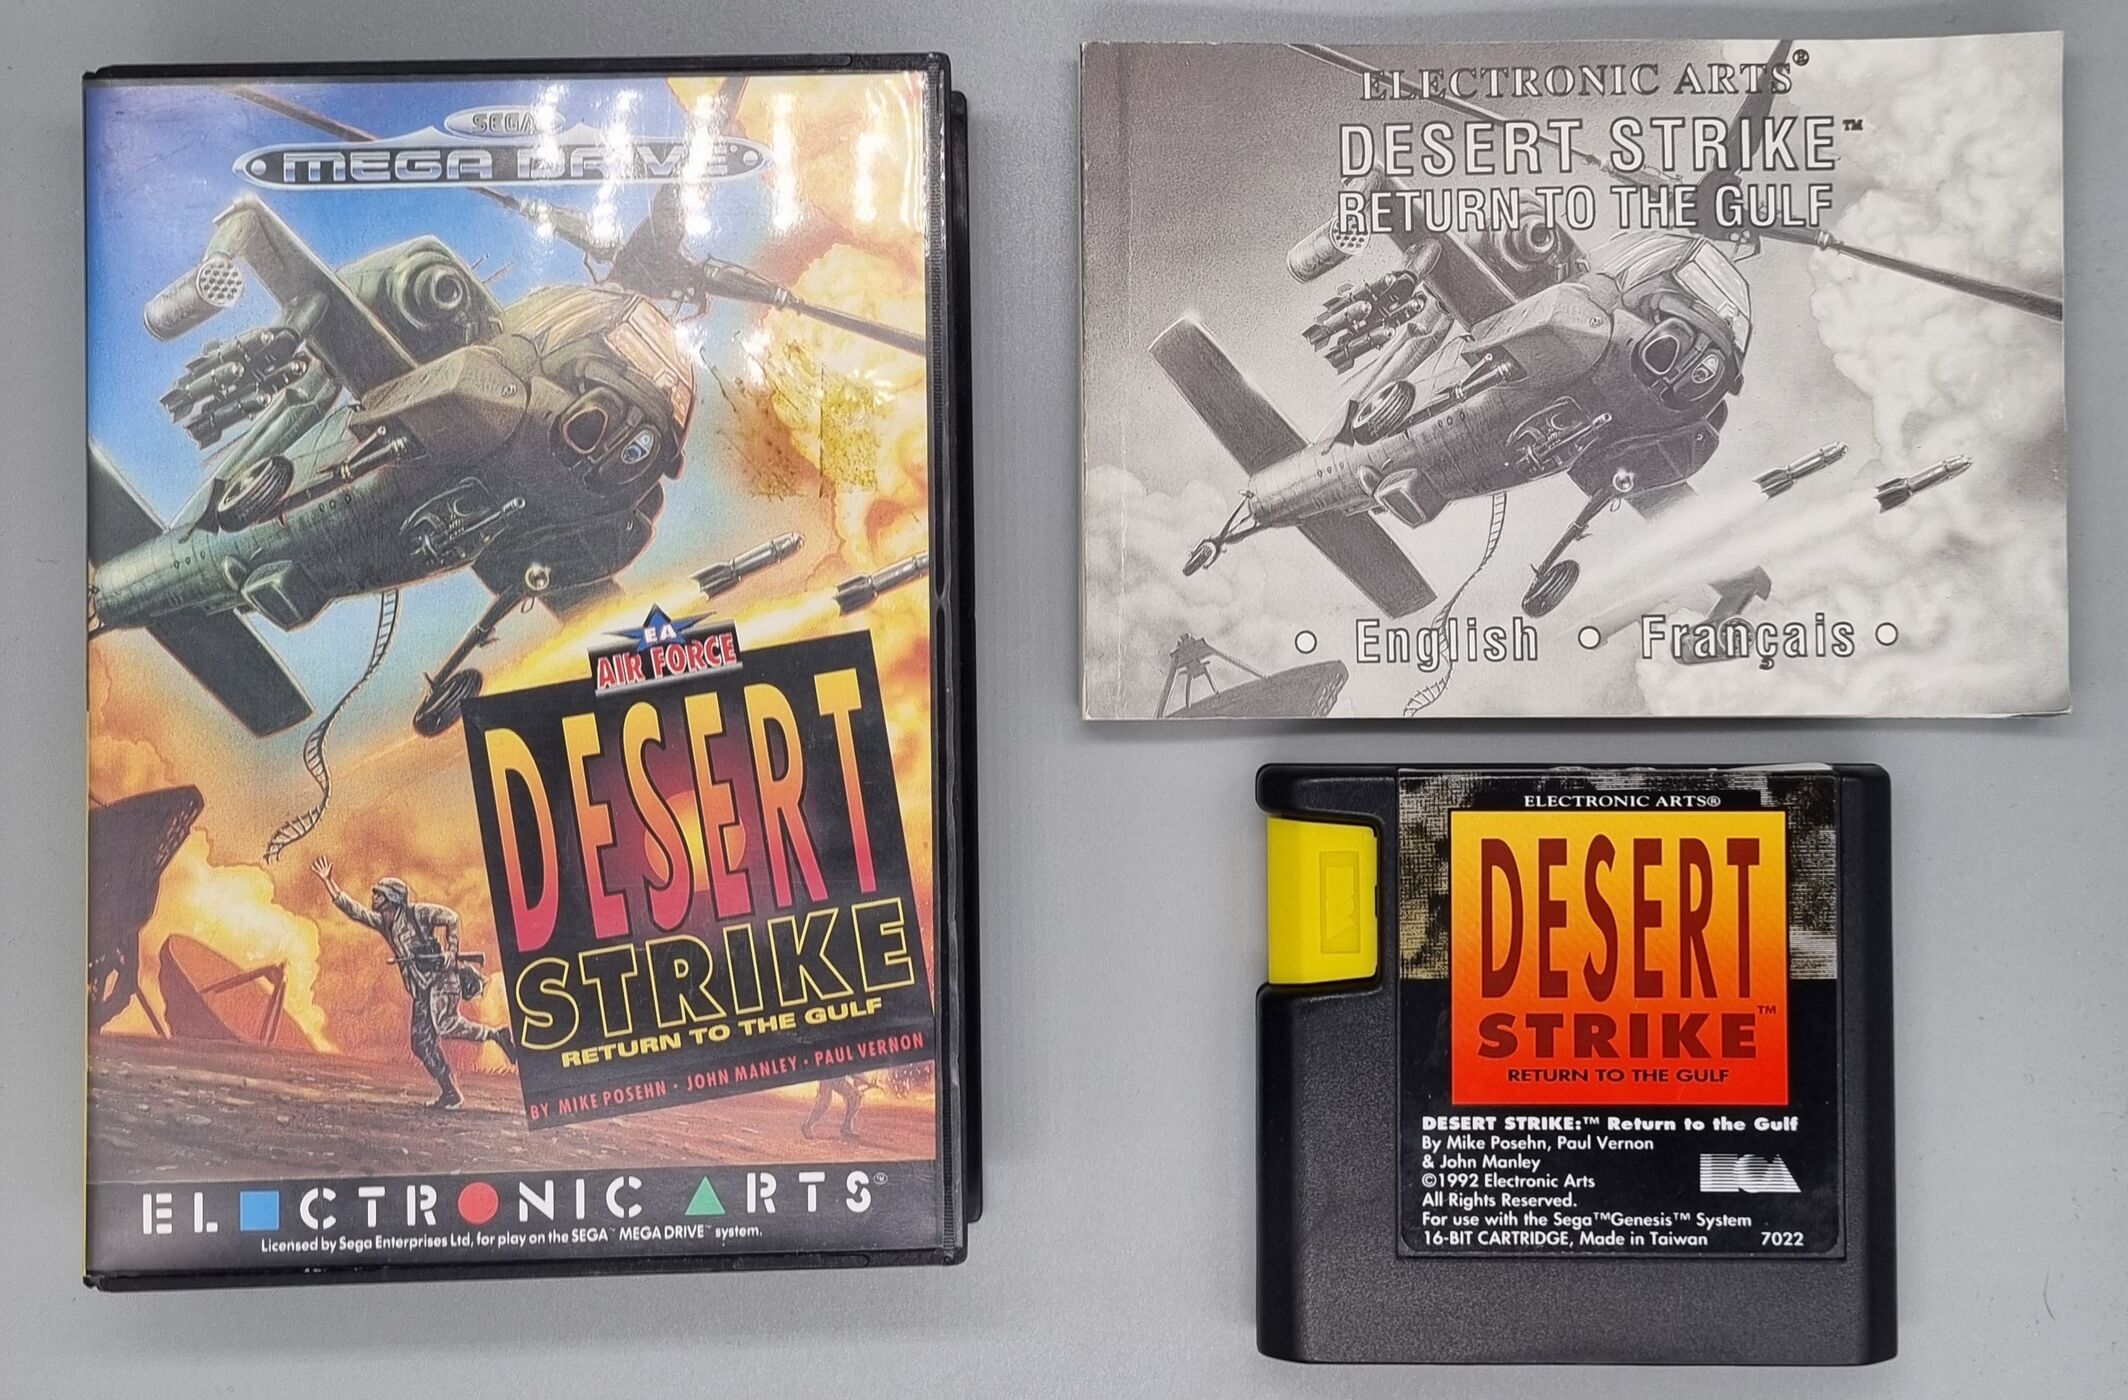 SEGA
MEGA DRIVE
EA
AIR FORCE
DESERT
STRIKE
RETURN TO THE GULF
BY MIKE POSEHN · JOHN MANLEY · PAUL VERNON
ELECTRONIC ARTS™
Licensed by Sega Enterprises Ltd, for play on the SEGA™ MEGA DRIVE™ system.
ELECTRONIC ARTS®
DESERT STRIKE™
RETURN TO THE GULF
• English • Français •
ELECTRONIC ARTS®
DESERT
STRIKE™
RETURN TO THE GULF
DESERT STRIKE:™ Return to the Gulf
By Mike Posehn, Paul Vernon
& John Manley
©1992 Electronic Arts
All Rights Reserved.
For use with the Sega™Genesis™ System
16-BIT CARTRIDGE, Made in Taiwan 7022
EA